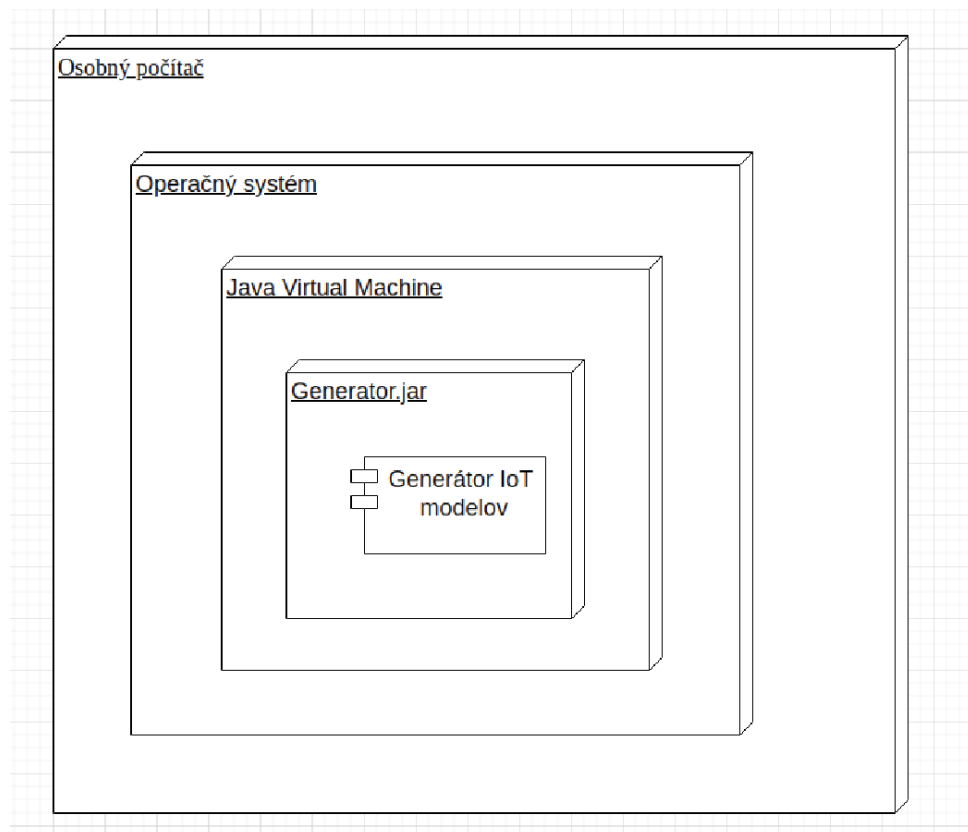 Osobný počítač
Operačný systém
Java Virtual Machine
Generator.jar
Generátor IoT
modelov